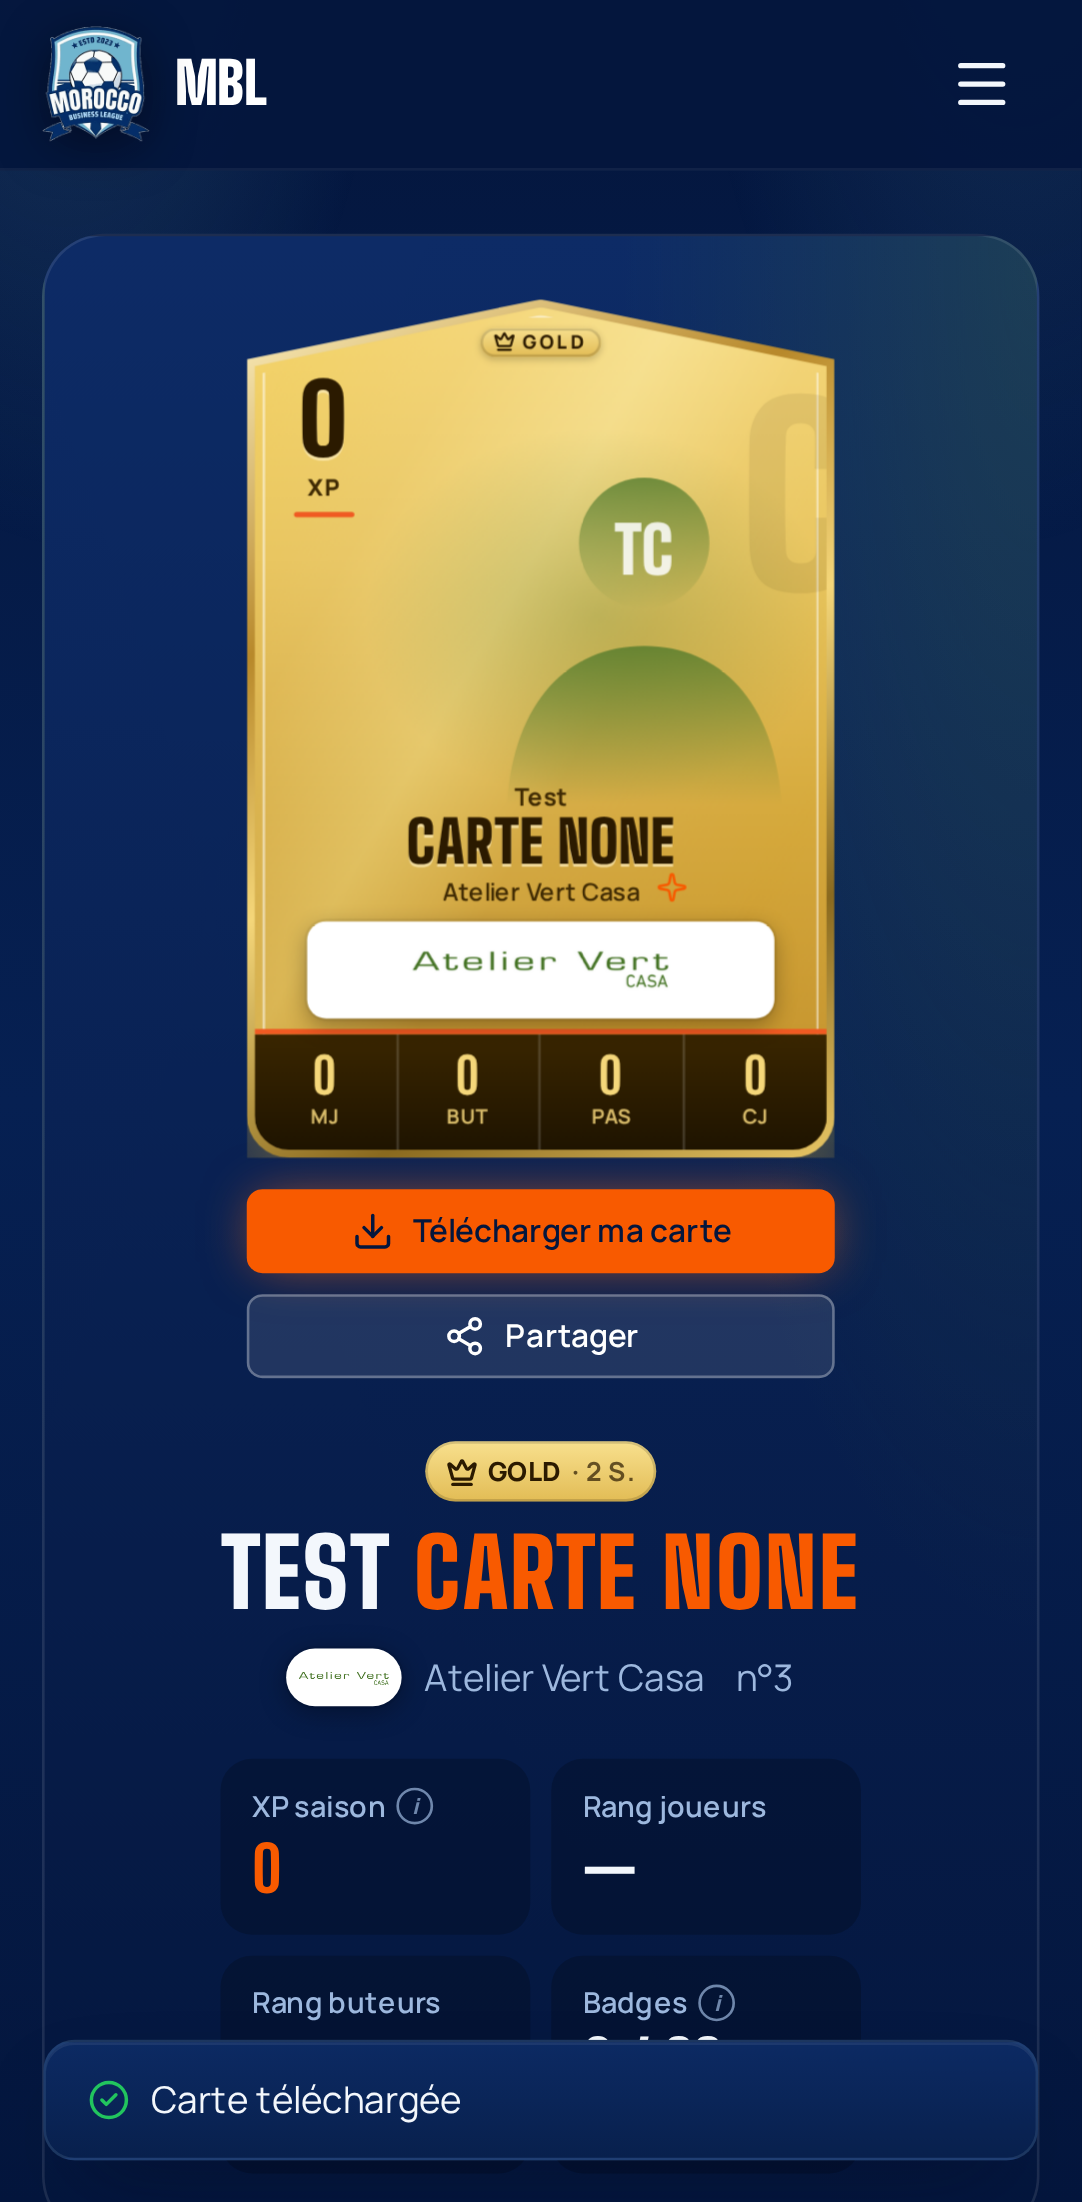 ★ ESTD 2023 ★
MOROCCO
BUSINESS LEAGUE
MBL
GOLD
0
XP
TC
Test
CARTE NONE
Atelier Vert Casa
Atelier Vert
CASA
0 0 0 0
MJ BUT PAS CJ
Télécharger ma carte
Partager
GOLD · 2 S.
TEST CARTE NONE
Atelier Vert CASA Atelier Vert Casa n°3
XP saison i Rang joueurs
0 —
Rang buteurs Badges i
Carte téléchargée